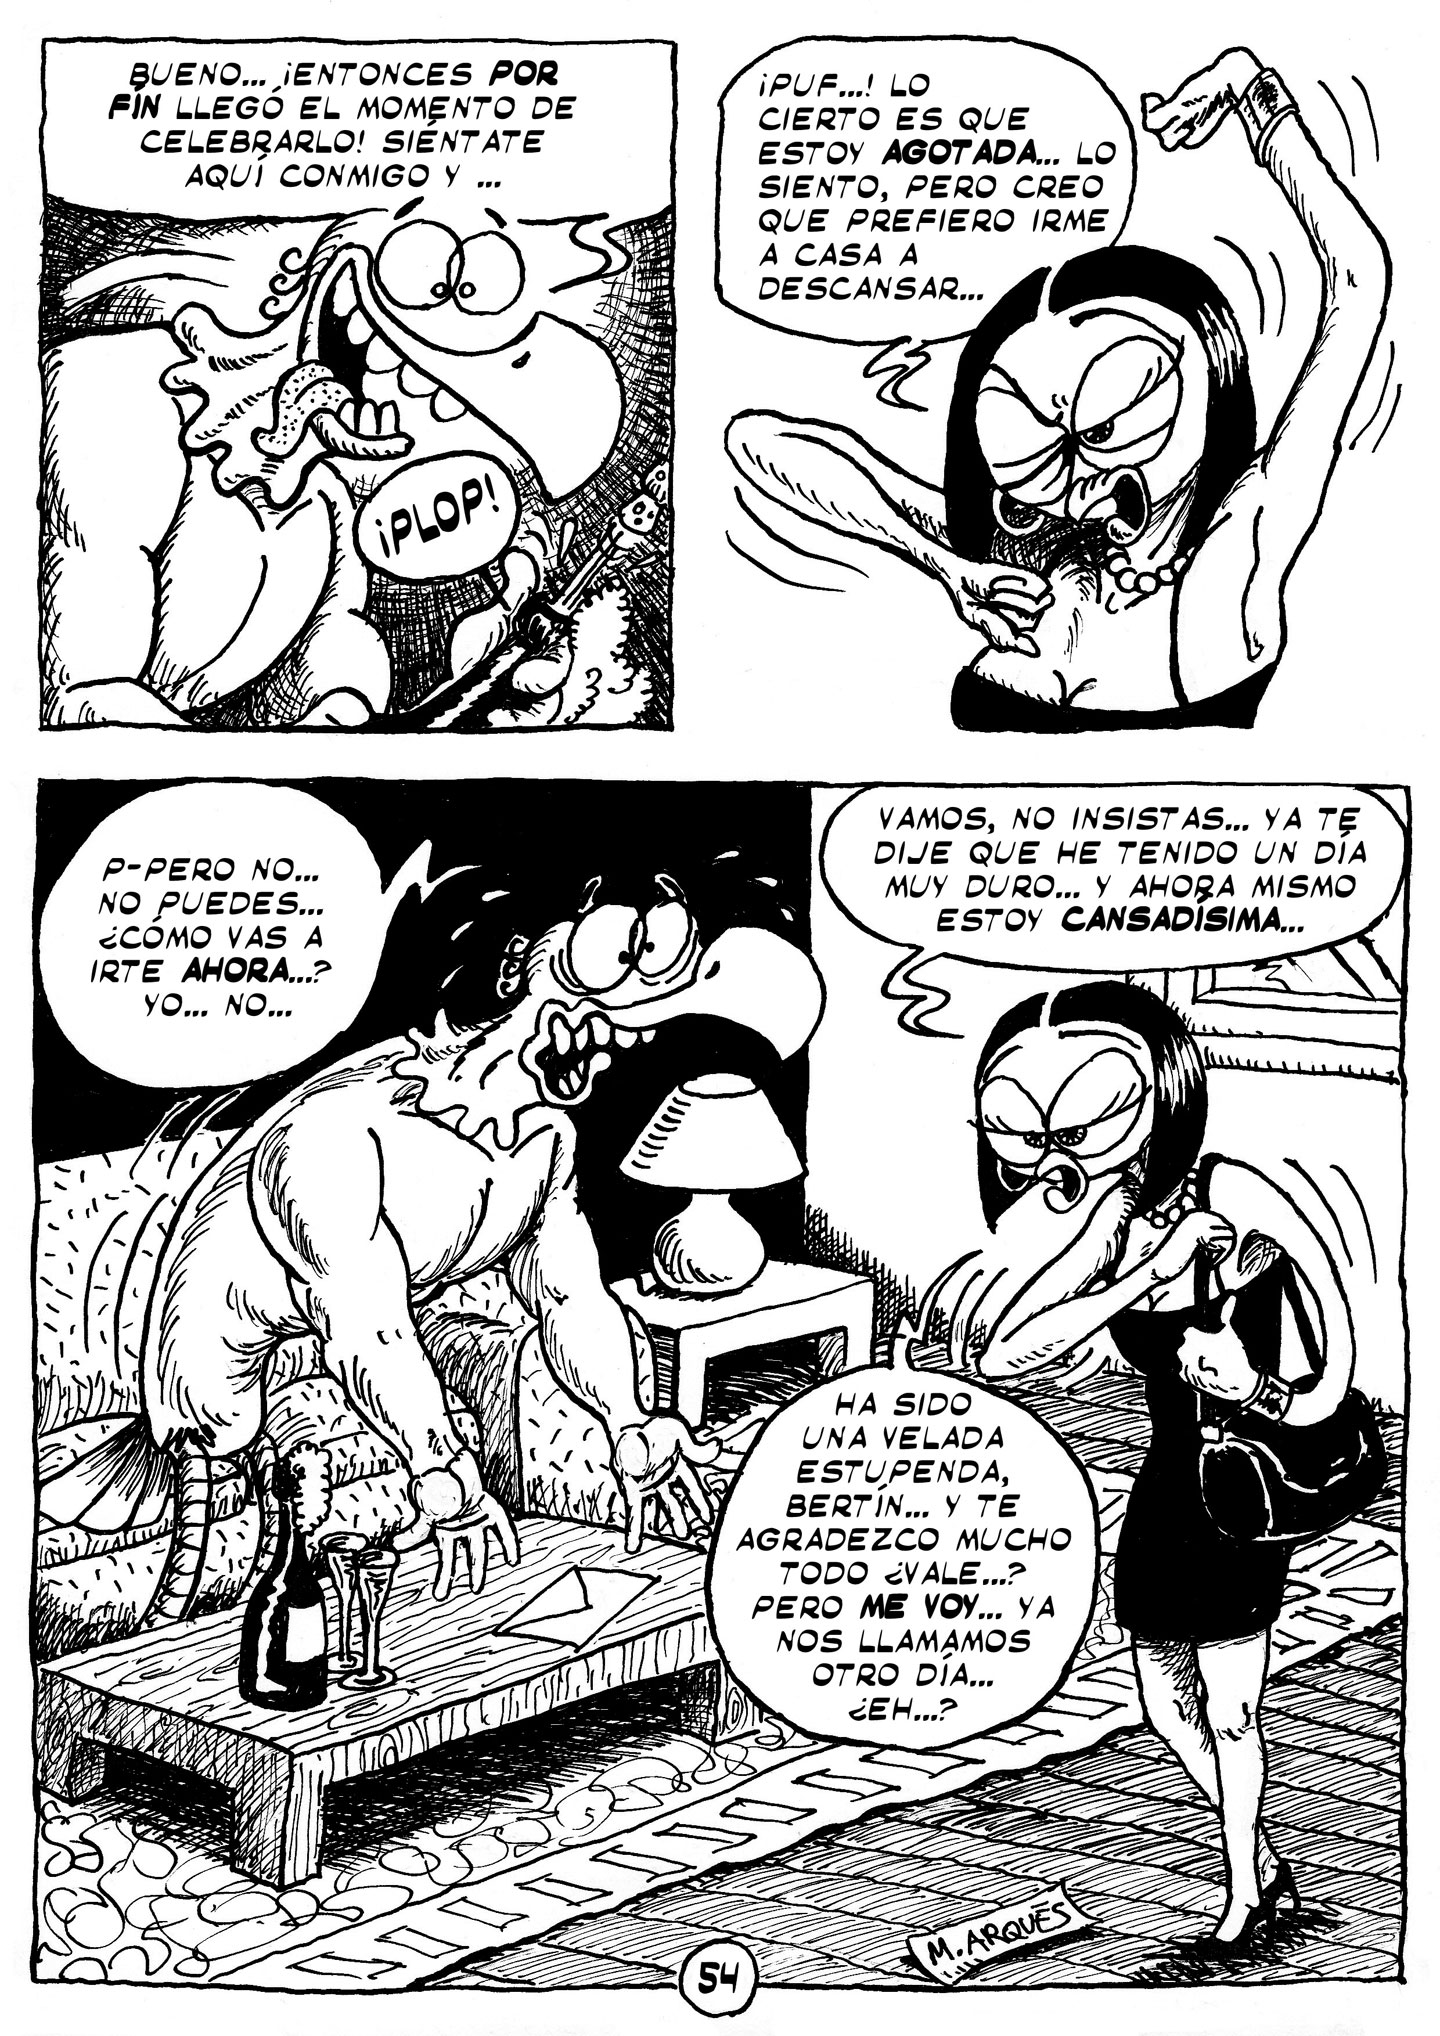 BUENO... ¡ENTONCES POR
FÍN LLEGÓ EL MOMENTO DE
CELEBRARLO! SIÉNTATE
AQUÍ CONMIGO Y ...
¡PLOP!
¡PUF...! LO
CIERTO ES QUE
ESTOY AGOTADA... LO
SIENTO, PERO CREO
QUE PREFIERO IRME
A CASA A
DESCANSAR...
P-PERO NO...
NO PUEDES...
¿CÓMO VAS A
IRTE AHORA...?
YO... NO...
VAMOS, NO INSISTAS... YA TE
DIJE QUE HE TENIDO UN DÍA
MUY DURO... Y AHORA MISMO
ESTOY CANSADÍSIMA...
HA SIDO
UNA VELADA
ESTUPENDA,
BERTÍN... Y TE
AGRADEZCO MUCHO
TODO ¿VALE...?
PERO ME VOY... YA
NOS LLAMAMOS
OTRO DÍA...
¿EH...?
M. ARQUÉS
54